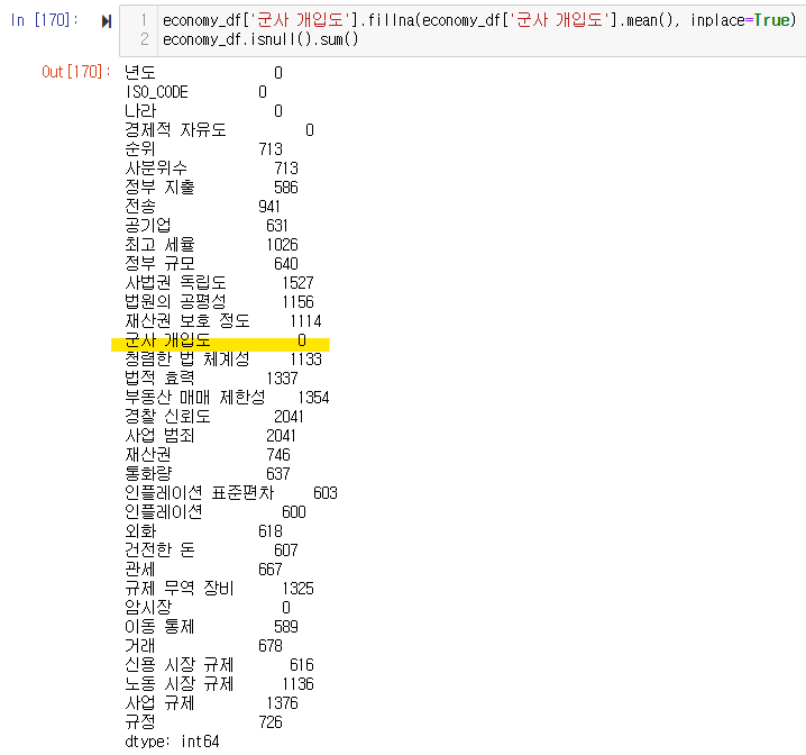 In [170]:
1 economy_df['군사 개입도'].fillna(economy_df['군사 개입도'].mean(), inplace=True)
2 economy_df.isnull().sum()
Out[170]: 년도 0
ISO_CODE 0
나라 0
경제적 자유도 0
순위 713
사분위수 713
정부 지출 586
전송 941
공기업 631
최고 세율 1026
정부 규모 640
사법권 독립도 1527
법원의 공평성 1156
재산권 보호 정도 1114
군사 개입도 0
청렴한 법 체계성 1133
법적 효력 1337
부동산 매매 제한성 1354
경찰 신뢰도 2041
사업 범죄 2041
재산권 746
통화량 637
인플레이션 표준편차 603
인플레이션 600
외화 618
건전한 돈 607
관세 667
규제 무역 장비 1325
암시장 0
이동 통제 589
거래 678
신용 시장 규제 616
노동 시장 규제 1136
사업 규제 1376
규정 726
dtype: int64